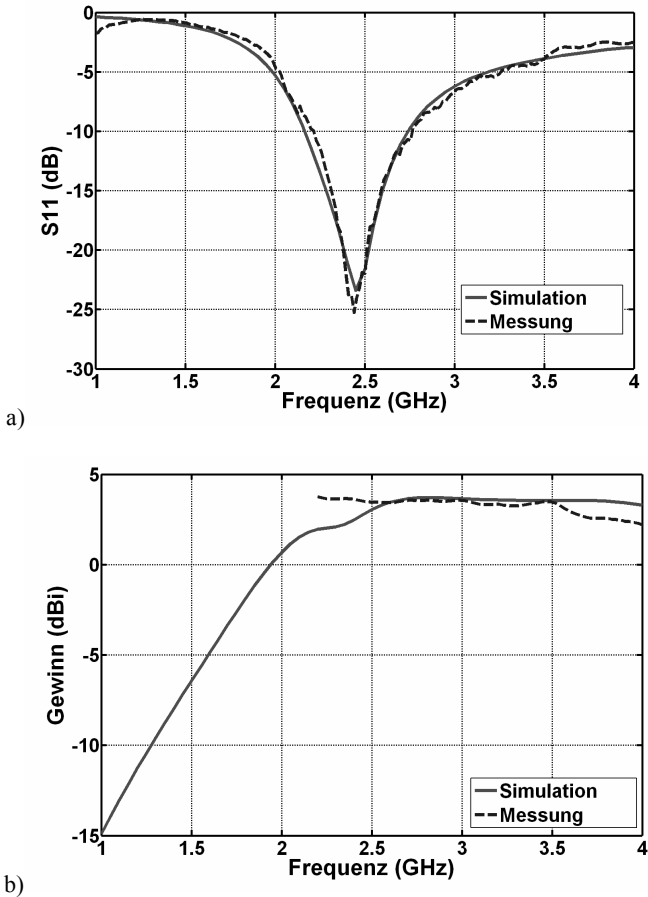 0
-5
-10
-15
-20
-25
-30
S11 (dB)
Simulation
Messung
1 1.5 2 2.5 3 3.5 4
Frequenz (GHz)
a)
5
0
-5
-10
-15
Gewinn (dBi)
Simulation
Messung
1 1.5 2 2.5 3 3.5 4
Frequenz (GHz)
b)